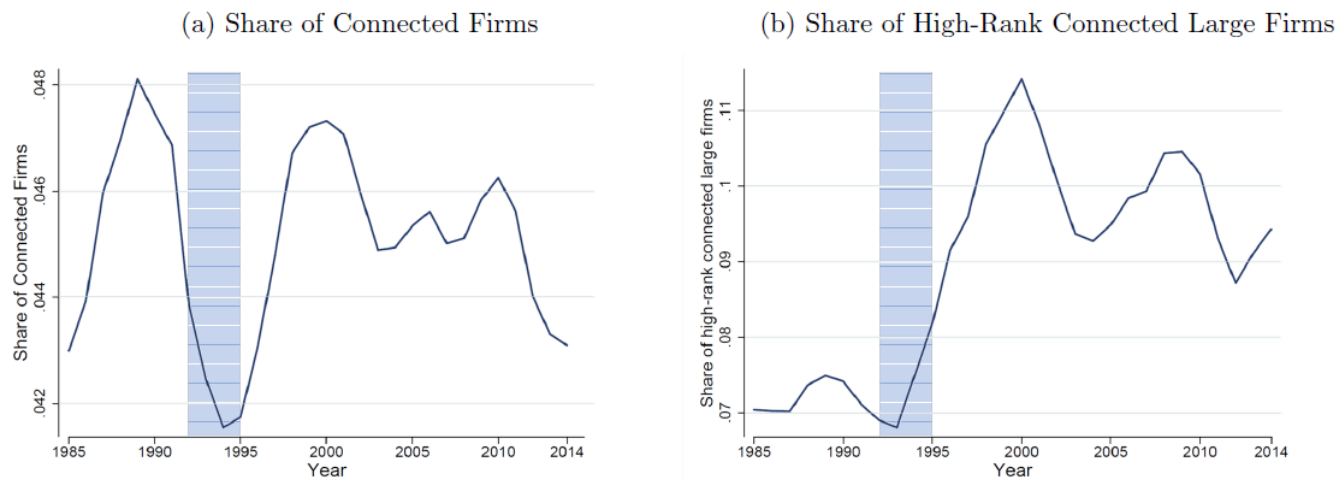 (a) Share of Connected Firms
Share of Connected Firms
.048
.046
.044
.042
1985 1990 1995 2000 2005 2010 2014
Year
(b) Share of High-Rank Connected Large Firms
Share of high-rank connected large firms
.11
.1
.09
.08
.07
1985 1990 1995 2000 2005 2010 2014
Year